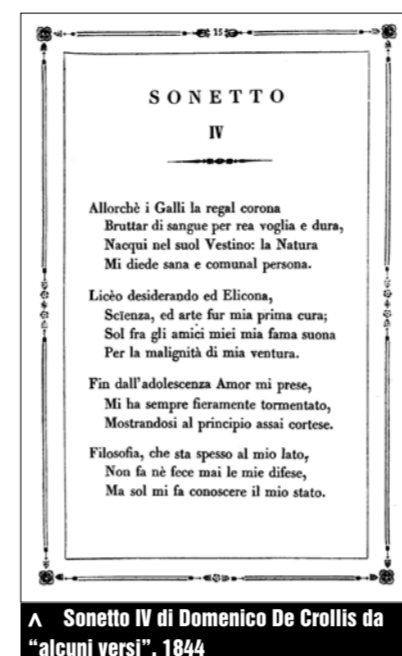 15
SONETTO
IV
Allorchè i Galli la regal corona
Bruttar di sangue per rea voglia e dura,
Nacqui nel suol Vestino: la Natura
Mi diede sana e comunal persona.
Licèo desiderando ed Elicona,
Scïenza, ed arte fur mia prima cura;
Sol fra gli amici miei mia fama suona
Per la malignità di mia ventura.
Fin dall'adolescenza Amor mi prese,
Mi ha sempre fieramente tormentato,
Mostrandosi al principio assai cortese.
Filosofia, che sta spesso al mio lato,
Non fa nè fece mai le mie difese,
Ma sol mi fa conoscere il mio stato.
^ Sonetto IV di Domenico De Crollis da
“alcuni versi”, 1844